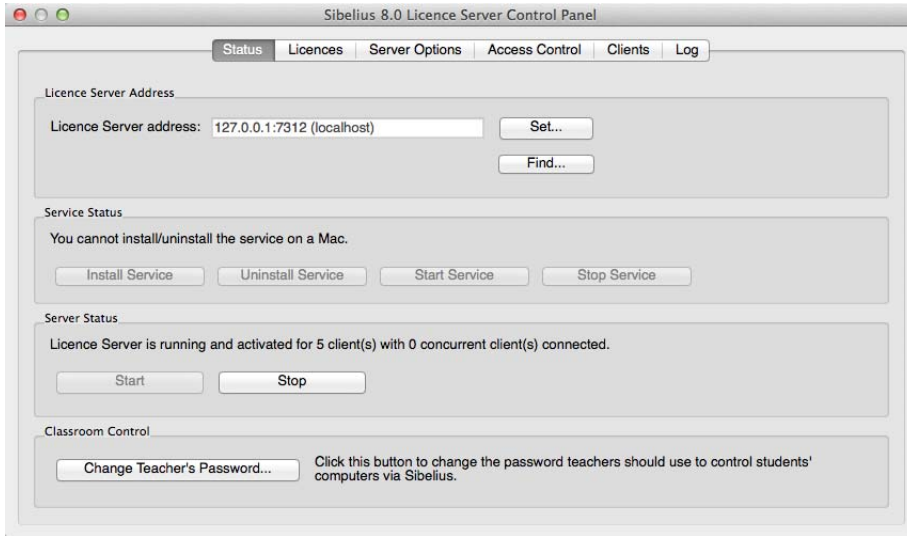 Sibelius 8.0 Licence Server Control Panel
Status Licences Server Options Access Control Clients Log
Licence Server Address
Licence Server address: 127.0.0.1:7312 (localhost) Set...
Find...
Service Status
You cannot install/uninstall the service on a Mac.
Install Service Uninstall Service Start Service Stop Service
Server Status
Licence Server is running and activated for 5 client(s) with 0 concurrent client(s) connected.
Start Stop
Classroom Control
Change Teacher's Password... Click this button to change the password teachers should use to control students'
computers via Sibelius.